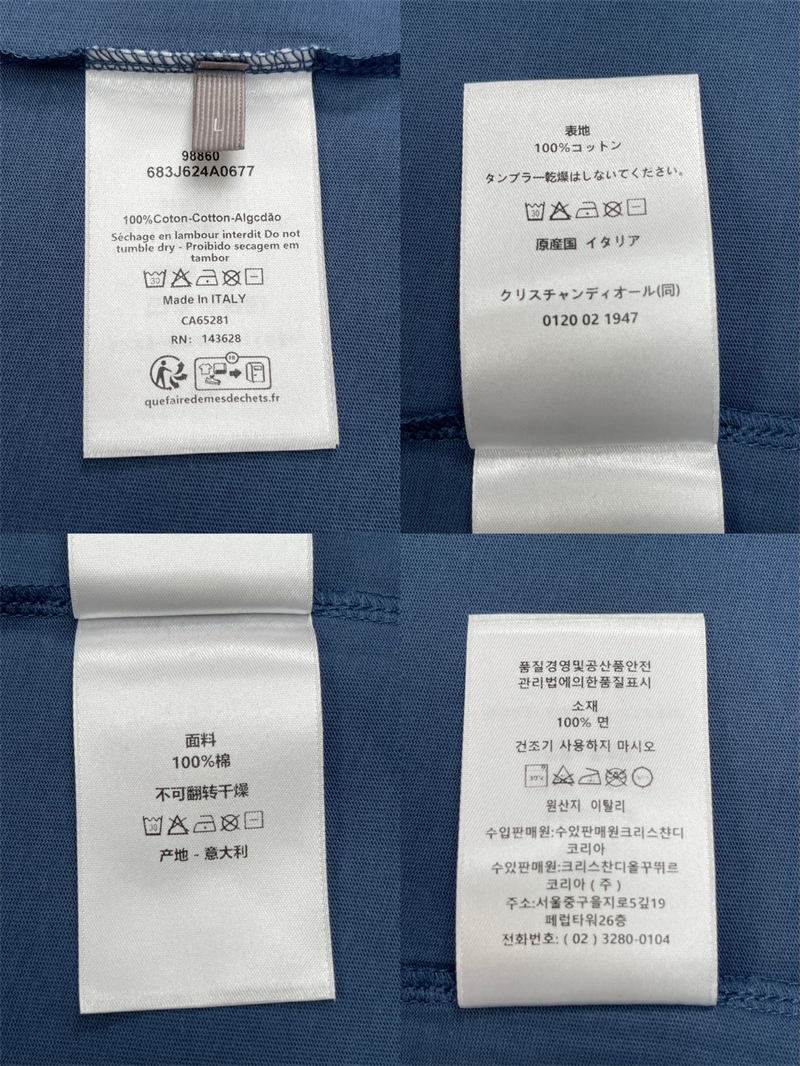 L
98860
683J624A0677
100%Coton-Cotton-Algcdão
Séchage en lambour interdit Do not
tumble dry - Proibido secagem em
tambor
30
Made In ITALY
CA65281
RN: 143628
FR
quefairedemesdechets.fr
表地
100%コットン
タンブラー乾燥はしないてください。
30
原産国 イタリア
クリスチャンディオール(同)
0120 02 1947
面料
100%棉
不可翻转干燥
30
产地 - 意大利
품질경영및공산품안전
관리법에의한품질표시
소재
100% 면
건조기 사용하지 마시오
원산지 이탈리
수입판매원:수있판매원크리스챤디
코리아
수있판매원:크리스찬디올꾸뛰르
코리아 ( 주 )
주소:서울중구을지로5깊19
페럽타워26층
전화번호: ( 02 ) 3280-0104